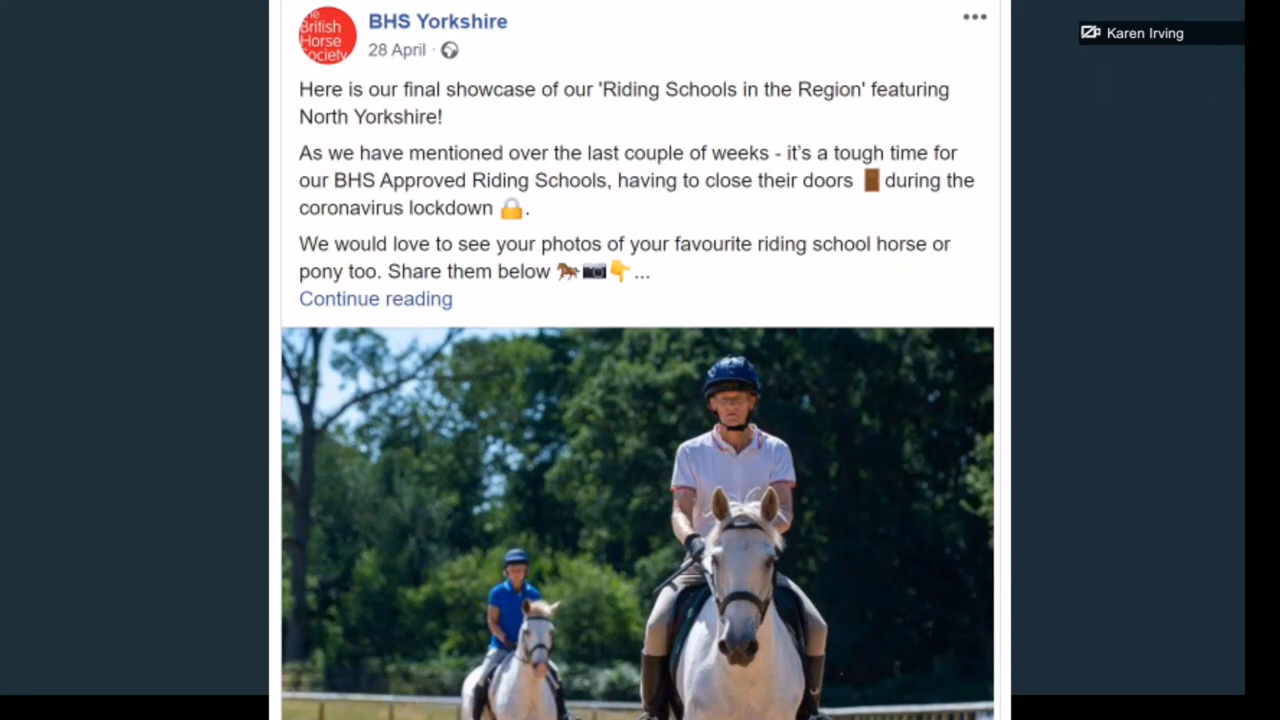 The
British
Horse
Society
BHS Yorkshire
28 April ·
Karen Irving
Here is our final showcase of our 'Riding Schools in the Region' featuring
North Yorkshire!
As we have mentioned over the last couple of weeks - it’s a tough time for
our BHS Approved Riding Schools, having to close their doors 🚪 during the
coronavirus lockdown 🔒.
We would love to see your photos of your favourite riding school horse or
pony too. Share them below 🐎📷👇 ...
Continue reading